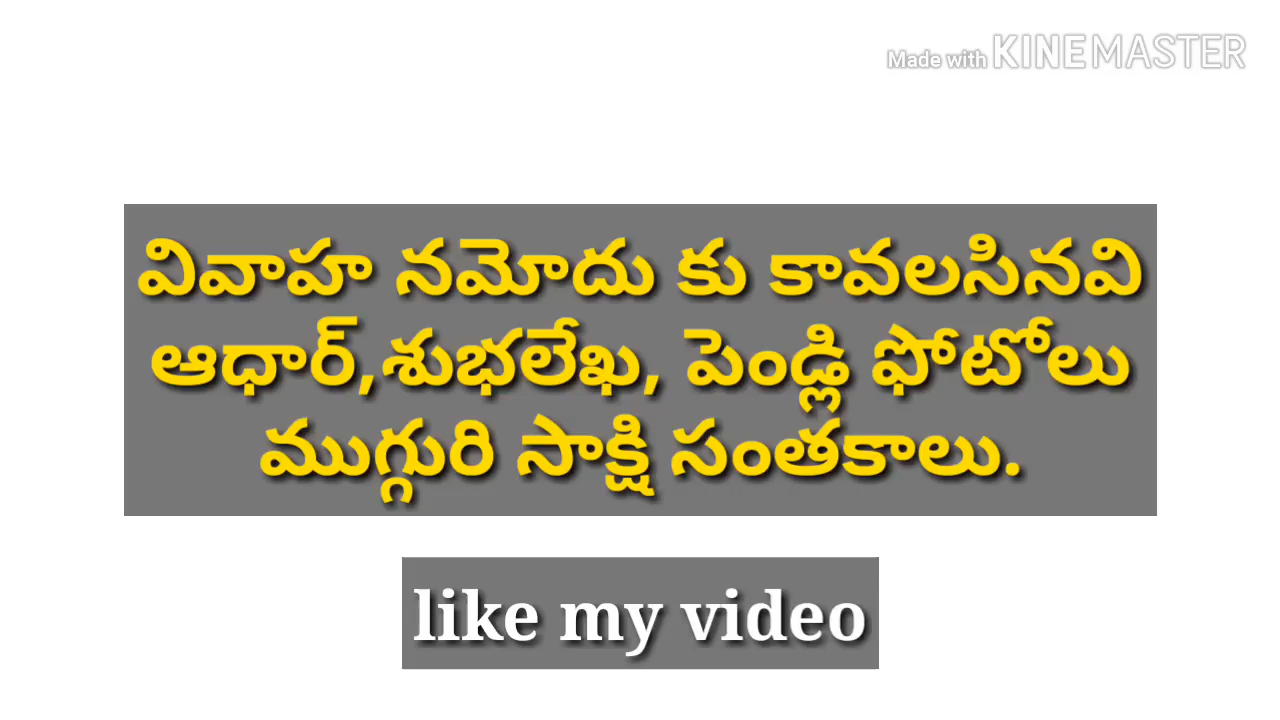 Made with KINEMASTER
వివాహ నమోదు కు కావలసినవి
ఆధార్,శుభలేఖ, పెండ్లి ఫోటోలు
ముగ్గురి సాక్షి సంతకాలు.
like my video